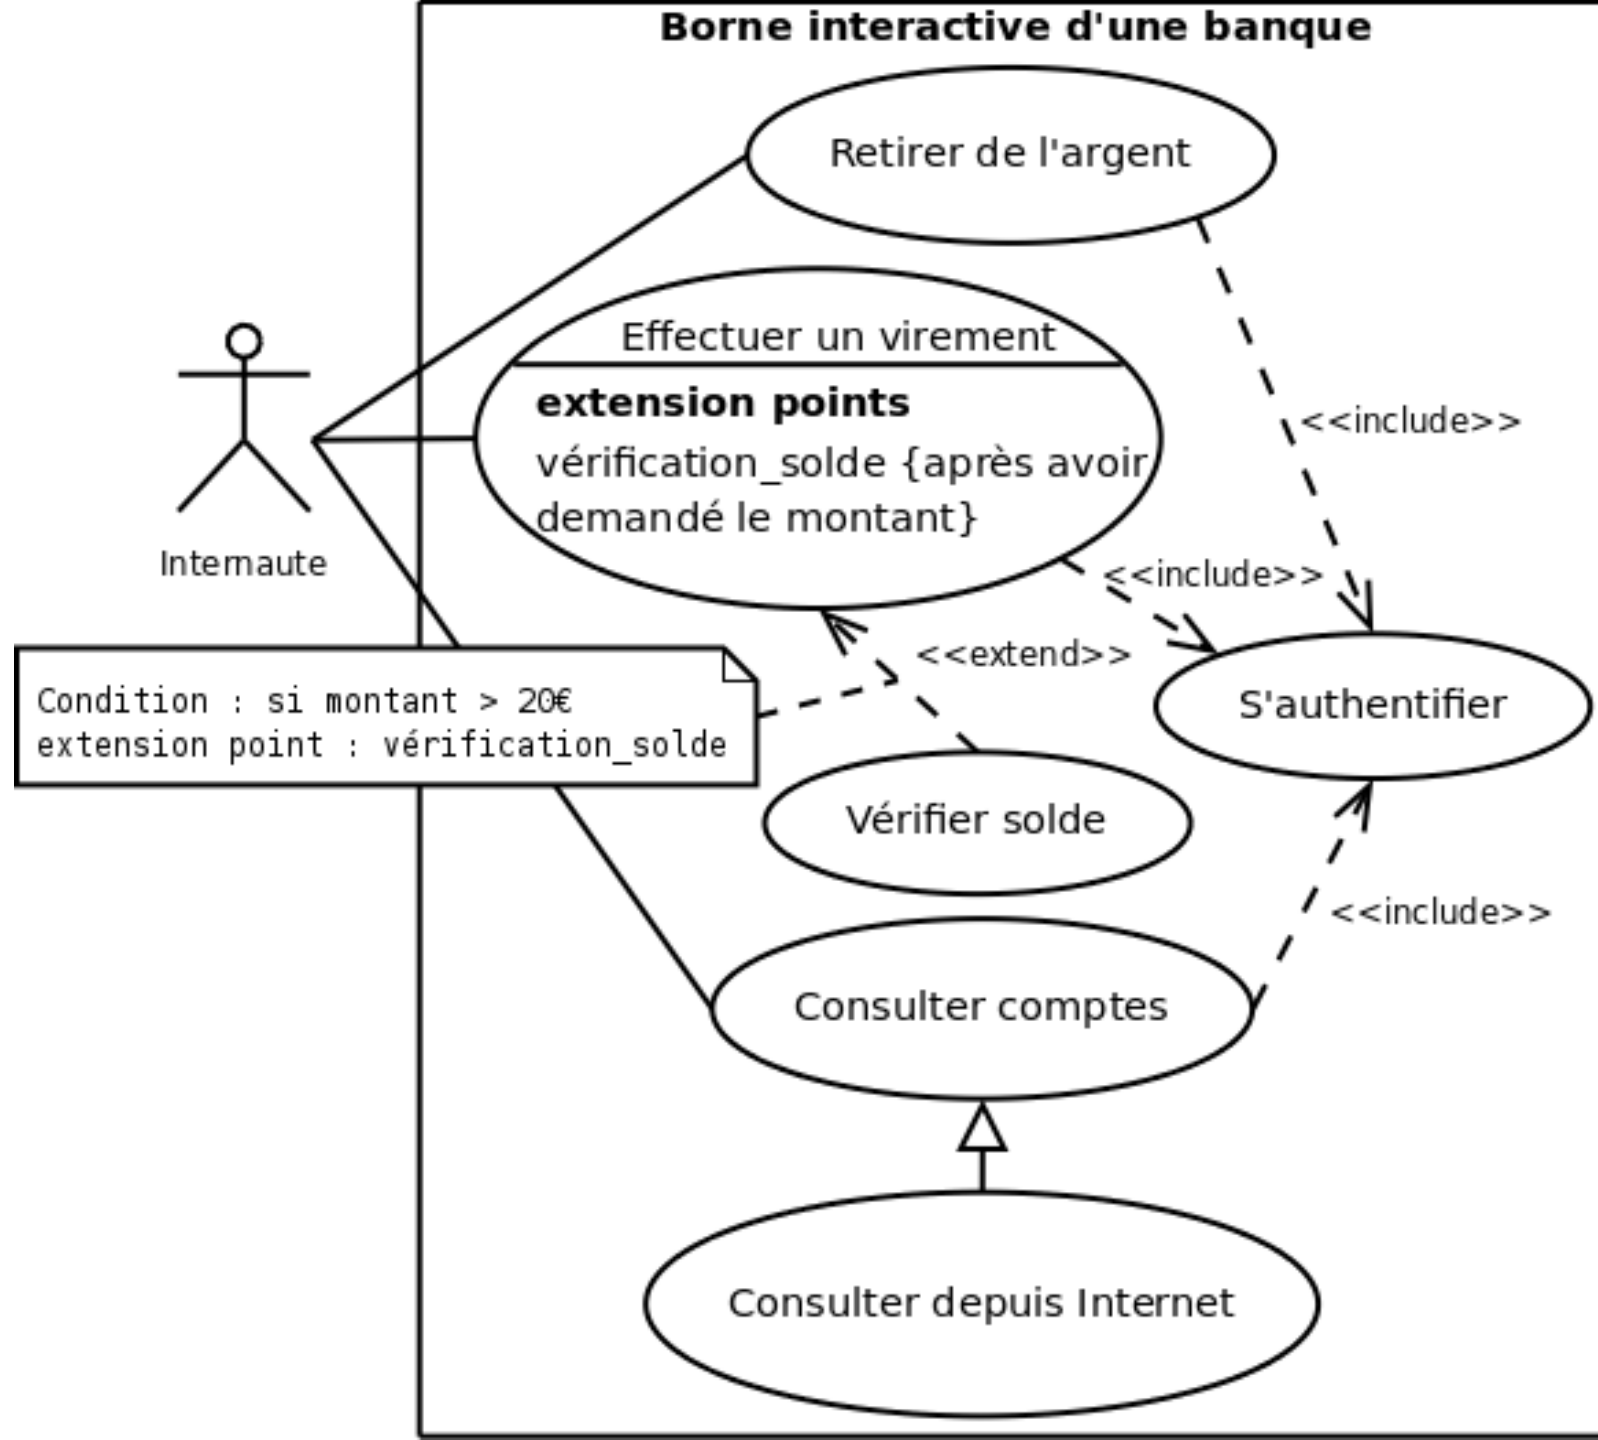 Borne interactive d'une banque
Retirer de l'argent
Effectuer un virement
extension points
vérification_solde {après avoir
demandé le montant}
<<include>>
Internaute
<<include>>
<<extend>>
Condition : si montant > 20€
extension point : vérification_solde
S'authentifier
Vérifier solde
<<include>>
Consulter comptes
Consulter depuis Internet